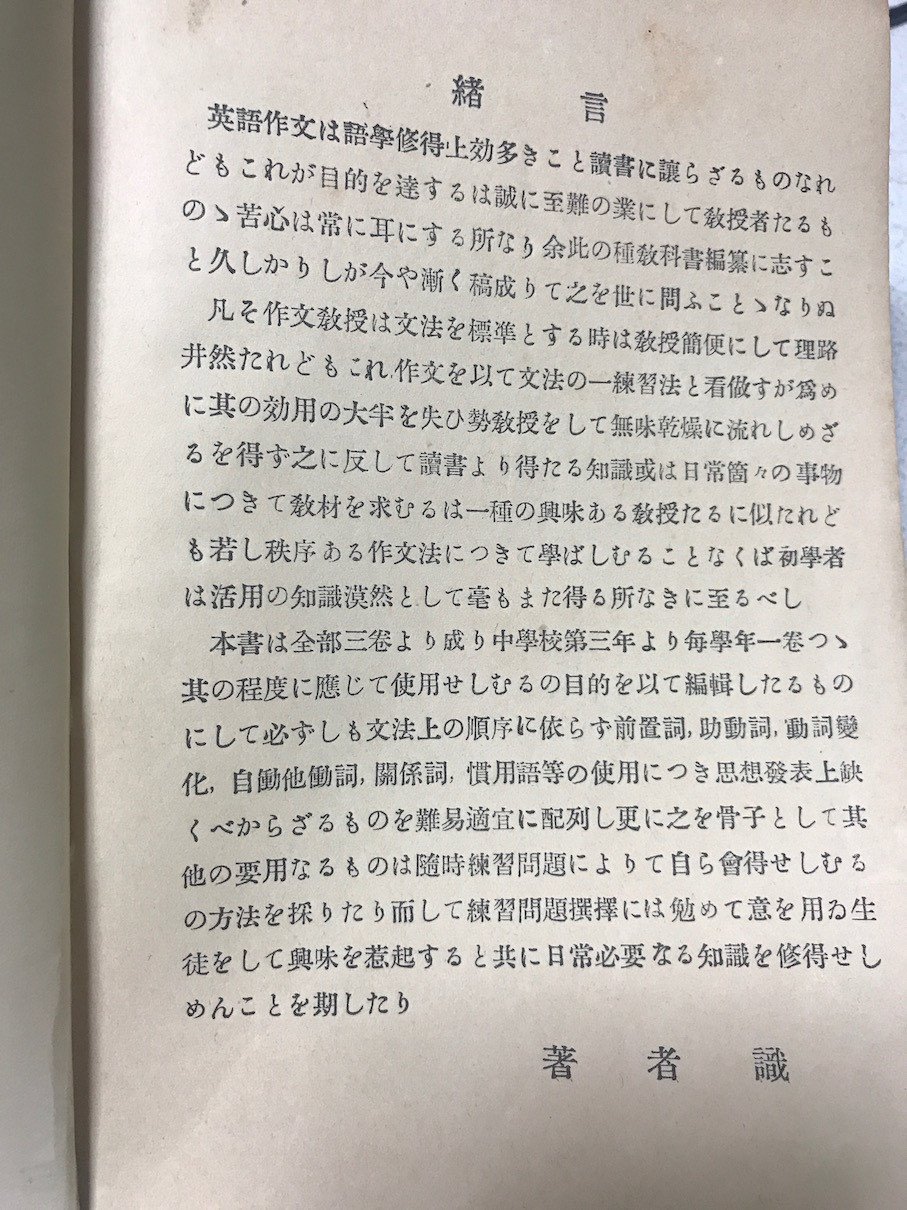 緒言
英語作文は語學修得上効多きこと讀書に讓らざるものなれ
どもこれが目的を達するは誠に至難の業にして敎授者たるも
のゝ苦心は常に耳にする所なり余此の種敎科書編纂に志すこ
と久しかりしが今や漸く稿成りて之を世に問ふことゝなりぬ
凡そ作文敎授は文法を標準とする時は敎授簡便にして理路
井然たれどもこれ作文を以て文法の一練習法と看做すが爲め
に其の効用の大半を失ひ勢敎授をして無味乾燥に流れしめざ
るを得ず之に反して讀書より得たる知識或は日常箇々の事物
につきて敎材を求むるは一種の興味ある敎授たるに似たれど
も若し秩序ある作文法につきて學ばしむることなくば初學者
は活用の知識漠然として毫もまた得る所なきに至るべし
本書は全部三卷より成り中學校第三年より每學年一卷つゝ
其の程度に應じて使用せしむるの目的を以て編輯したるもの
にして必ずしも文法上の順序に依らず前置詞, 助動詞, 動詞變
化, 自働他働詞, 關係詞, 慣用語等の使用につき思想發表上缺
くべからざるものを難易適宜に配列し更に之を骨子として其
他の要用なるものは隨時練習問題によりて自ら會得せしむる
の方法を採りたり而して練習問題撰擇には勉めて意を用ゐ生
徒をして興味を惹起すると共に日常必要なる知識を修得せし
めんことを期したり
著者識